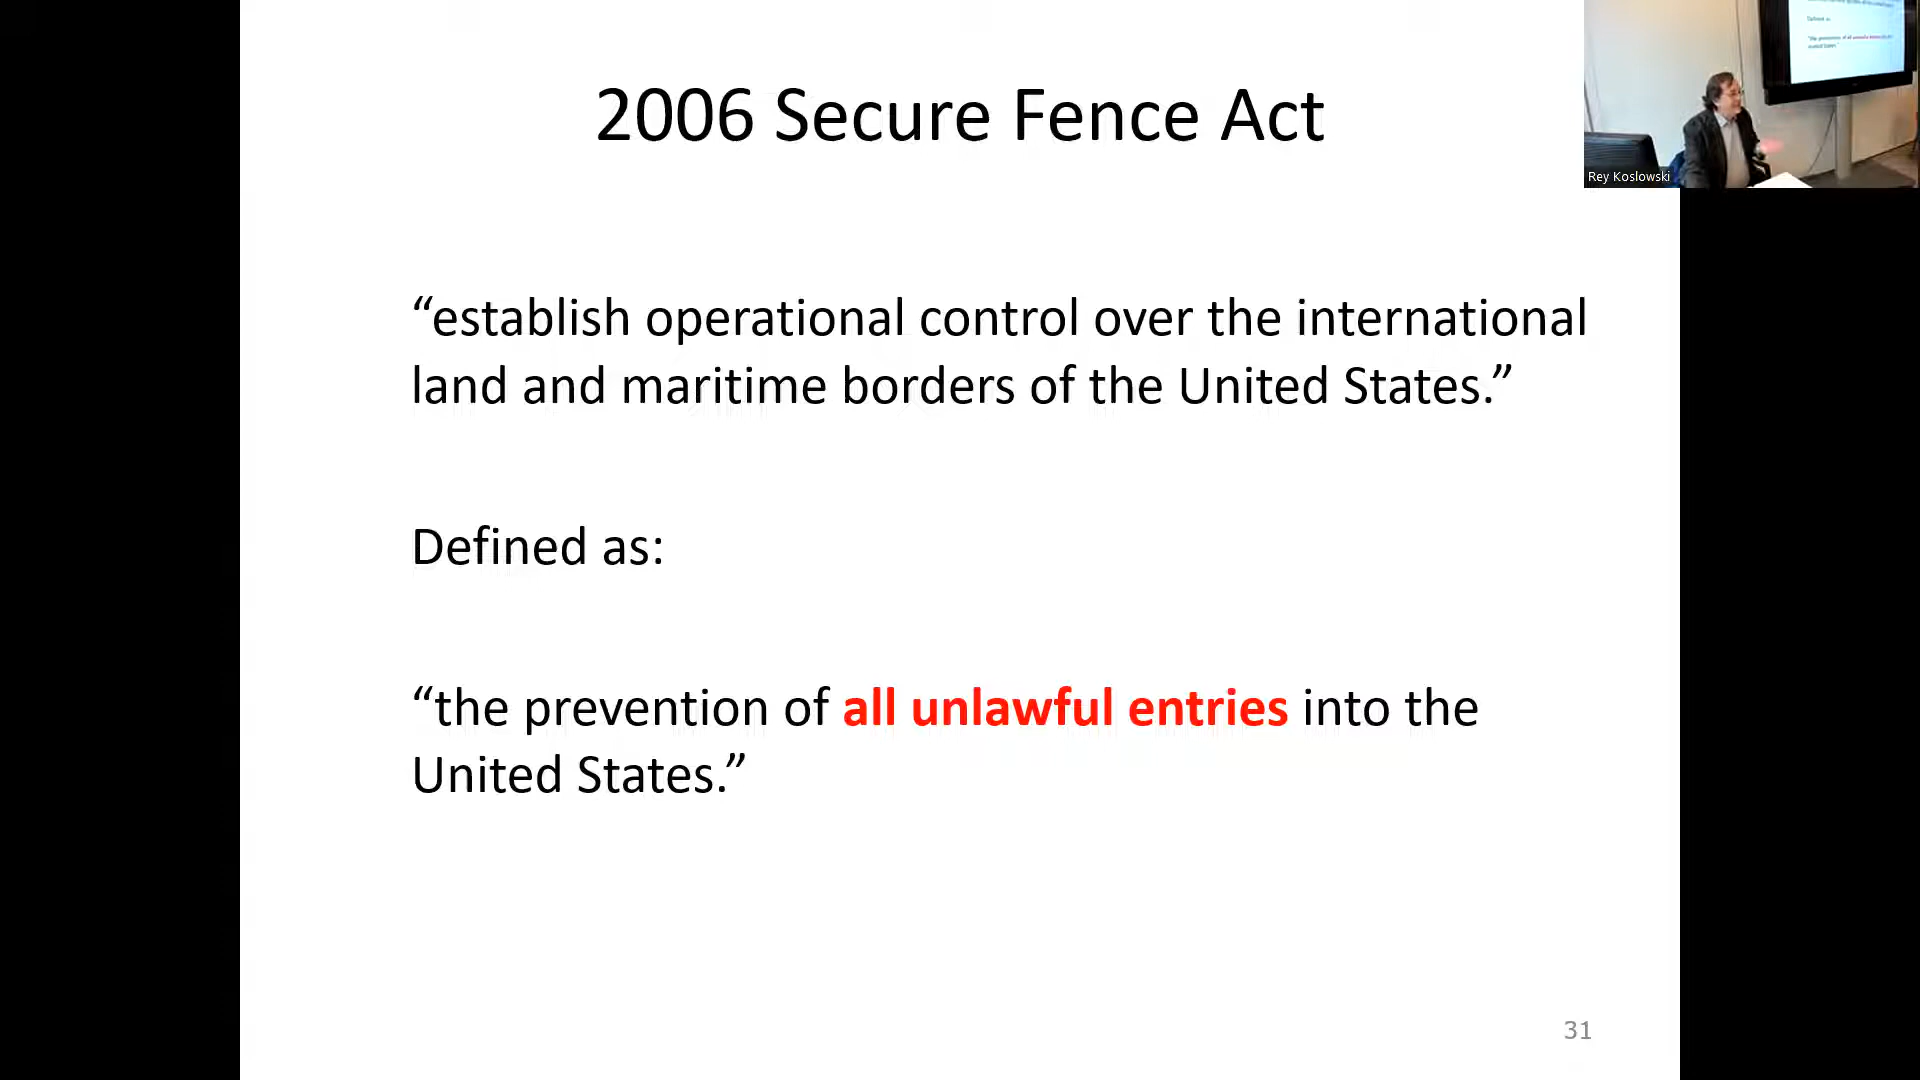 2006 Secure Fence Act
Rey Koslowski
“establish operational control over the international
land and maritime borders of the United States.”
Defined as:
“the prevention of all unlawful entries into the
United States.”
31